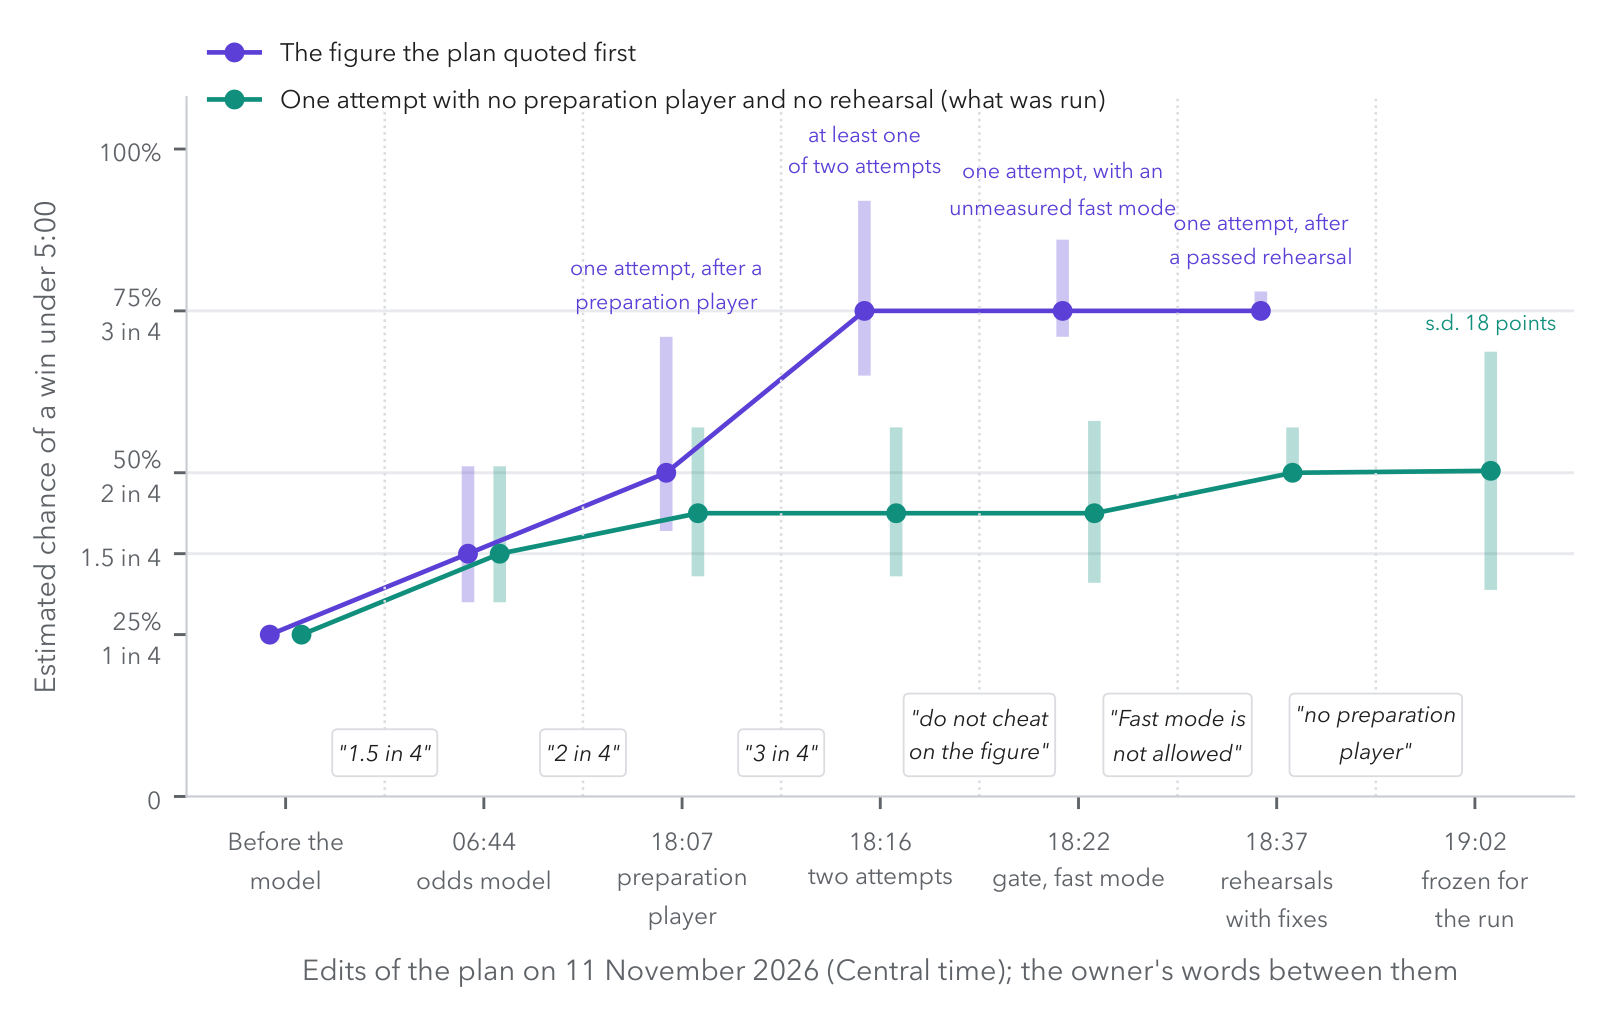 The figure the plan quoted first
One attempt with no preparation player and no rehearsal (what was run)
at least one
of two attempts
one attempt, with an
unmeasured fast mode
one attempt, after
a passed rehearsal
one attempt, after a
preparation player
s.d. 18 points
Estimated chance of a win under 5:00
100%
75%
3 in 4
50%
2 in 4
1.5 in 4
25%
1 in 4
0
"1.5 in 4"
"2 in 4"
"3 in 4"
"do not cheat
on the figure"
"Fast mode is
not allowed"
"no preparation
player"
Before the
model
06:44
odds model
18:07
preparation
player
18:16
two attempts
18:22
gate, fast mode
18:37
rehearsals
with fixes
19:02
frozen for
the run
Edits of the plan on 11 November 2026 (Central time); the owner's words between them